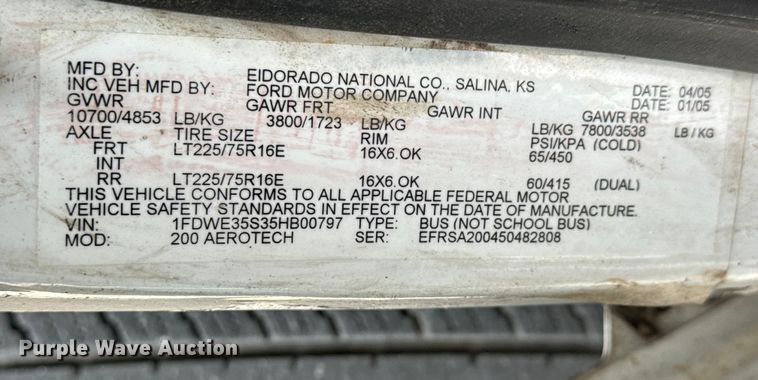 MFD BY: EIDORADO NATIONAL CO., SALINA, KS DATE: 04/05
INC VEH MFD BY: FORD MOTOR COMPANY DATE: 01/05
GVWR GAWR FRT GAWR INT GAWR RR
10700/4853 LB/KG 3800/1723 LB/KG LB/KG 7800/3538 LB / KG
AXLE TIRE SIZE RIM PSI/KPA (COLD)
FRT LT225/75R16E 16X6.OK 65/450
INT
RR LT225/75R16E 16X6.OK 60/415 (DUAL)
THIS VEHICLE CONFORMS TO ALL APPLICABLE FEDERAL MOTOR
VEHICLE SAFETY STANDARDS IN EFFECT ON THE DATE OF MANUFACTURE.
VIN: 1FDWE35S35HB00797 TYPE: BUS (NOT SCHOOL BUS)
MOD: 200 AEROTECH SER: EFRSA200450482808
Purple Wave Auction